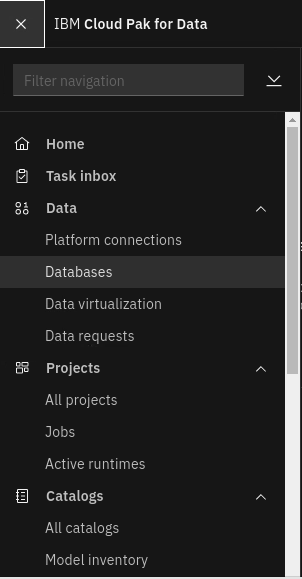 IBM Cloud Pak for Data
Filter navigation
Home
Task inbox
Data
Platform connections
Databases
Data virtualization
Data requests
Projects
All projects
Jobs
Active runtimes
Catalogs
All catalogs
Model inventory